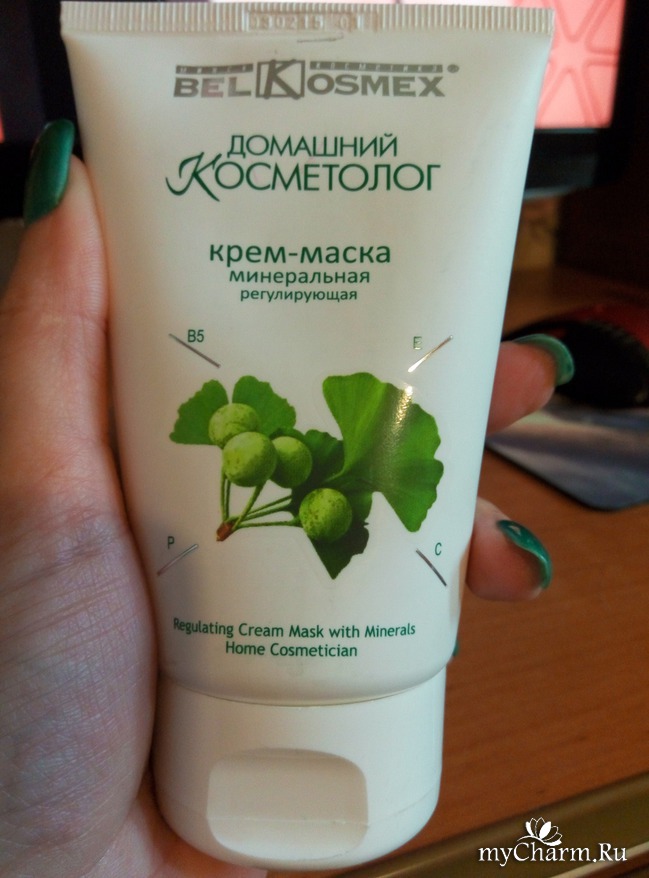 BELKOSMEX®
ДОМАШНИЙ
КОСМЕТОЛОГ
крем-маска
минеральная
регулирующая
B5
E
P
C
Regulating Cream Mask with Minerals
Home Cosmetician
myCharm.Ru